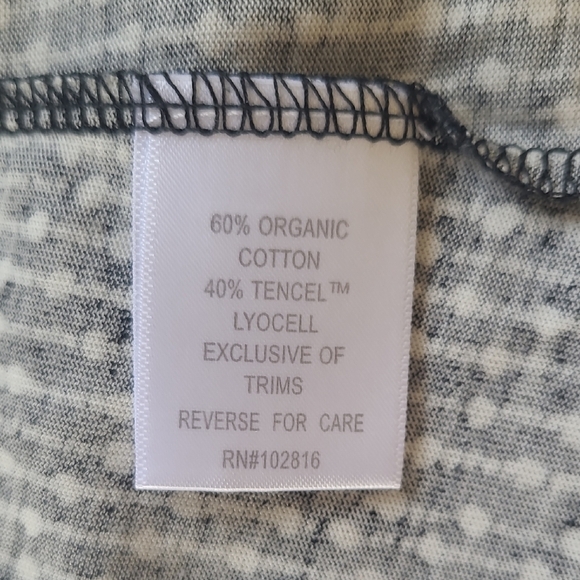 60% ORGANIC
COTTON
40% TENCEL™
LYOCELL
EXCLUSIVE OF
TRIMS
REVERSE FOR CARE
RN#102816